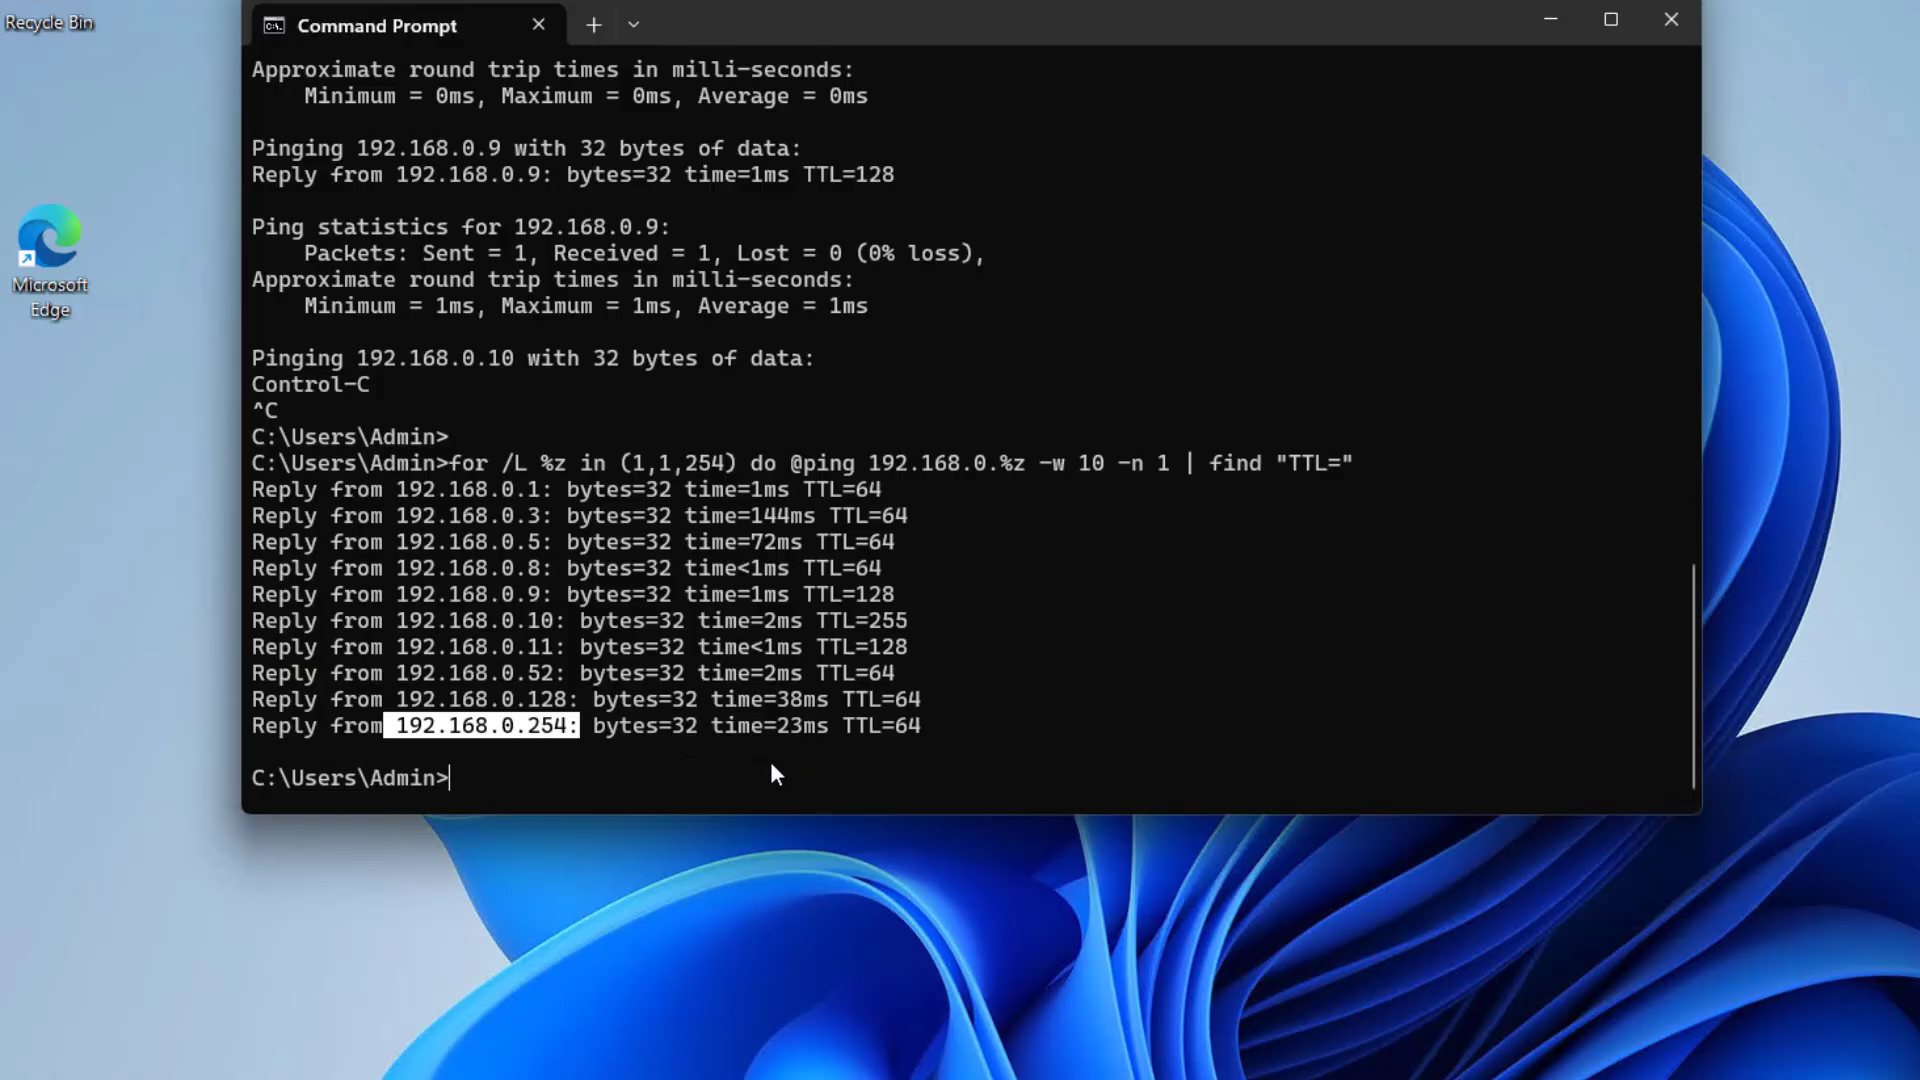 Recycle Bin
Microsoft
Edge
Command Prompt
Approximate round trip times in milli-seconds:
    Minimum = 0ms, Maximum = 0ms, Average = 0ms
Pinging 192.168.0.9 with 32 bytes of data:
Reply from 192.168.0.9: bytes=32 time=1ms TTL=128
Ping statistics for 192.168.0.9:
    Packets: Sent = 1, Received = 1, Lost = 0 (0% loss),
Approximate round trip times in milli-seconds:
    Minimum = 1ms, Maximum = 1ms, Average = 1ms
Pinging 192.168.0.10 with 32 bytes of data:
Control-C
^C
C:\Users\Admin>
C:\Users\Admin>for /L %z in (1,1,254) do @ping 192.168.0.%z -w 10 -n 1 | find "TTL="
Reply from 192.168.0.1: bytes=32 time=1ms TTL=64
Reply from 192.168.0.3: bytes=32 time=144ms TTL=64
Reply from 192.168.0.5: bytes=32 time=72ms TTL=64
Reply from 192.168.0.8: bytes=32 time<1ms TTL=64
Reply from 192.168.0.9: bytes=32 time=1ms TTL=128
Reply from 192.168.0.10: bytes=32 time=2ms TTL=255
Reply from 192.168.0.11: bytes=32 time<1ms TTL=128
Reply from 192.168.0.52: bytes=32 time=2ms TTL=64
Reply from 192.168.0.128: bytes=32 time=38ms TTL=64
Reply from 192.168.0.254: bytes=32 time=23ms TTL=64
C:\Users\Admin>